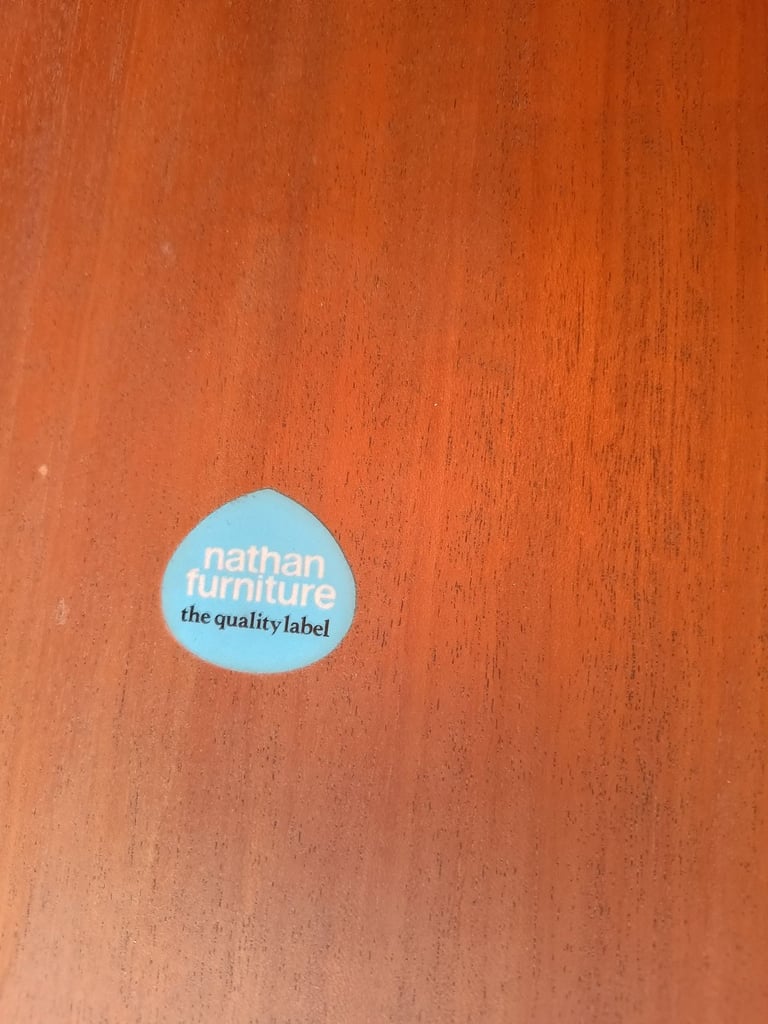 nathan
furniture
the quality label